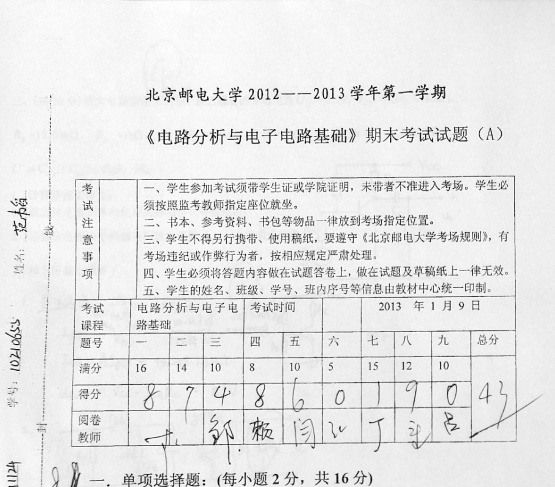 北京邮电大学 2012——2013 学年第一学期
《电路分析与电子电路基础》期末考试试题（A）
考试注意事项
一、学生参加考试须带学生证或学院证明，未带者不准进入考场。学生必
须按照监考教师指定座位就坐。
二、书本、参考资料、书包等物品一律放到考场指定位置。
三、学生不得另行携带、使用稿纸，要遵守《北京邮电大学考场规则》，有
考场违纪或作弊行为者，按相应规定严肃处理。
四、学生必须将答题内容做在试题答卷上，做在试题及草稿纸上一律无效。
五、学生的姓名、班级、学号、班内序号等信息由教材中心统一印制。
考试课程 电路分析与电子电路基础 考试时间 2013 年 1 月 9 日
题号 一 二 三 四 五 六 七 八 九 总分
满分 16 14 10 8 10 5 15 12 10
得分 8 7 4 8 6 0 1 9 0 43
阅卷教师 邹 赖 闫 丁 吕
一．单项选择题：(每小题 2 分，共 16 分)
姓名：
学号：
线
封